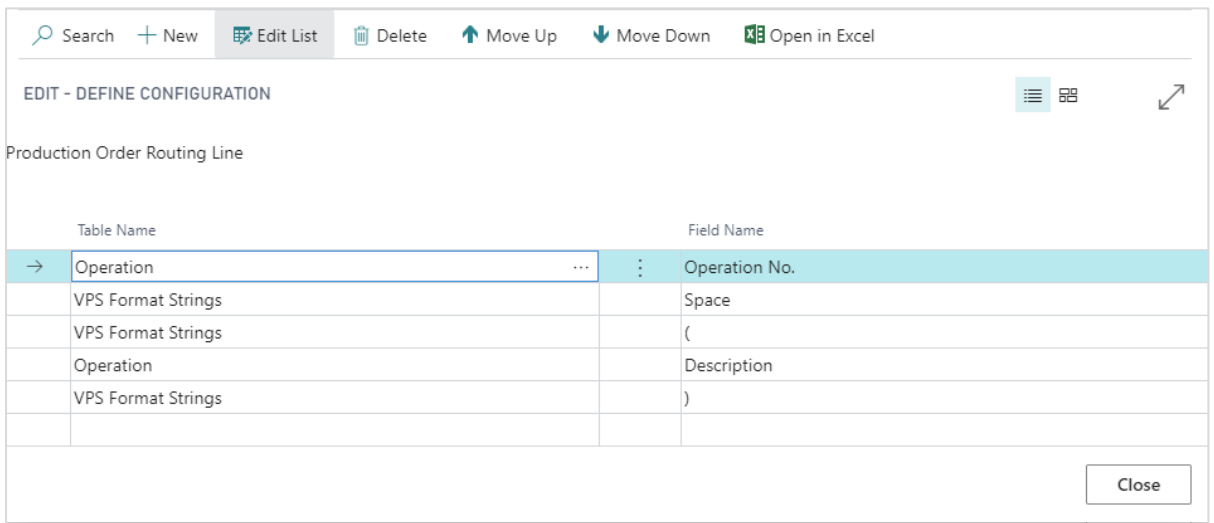 Search New Edit List Delete Move Up Move Down Open in Excel
EDIT - DEFINE CONFIGURATION
Production Order Routing Line
Table Name Field Name
Operation ... Operation No.
VPS Format Strings Space
VPS Format Strings (
Operation Description
VPS Format Strings )
Close